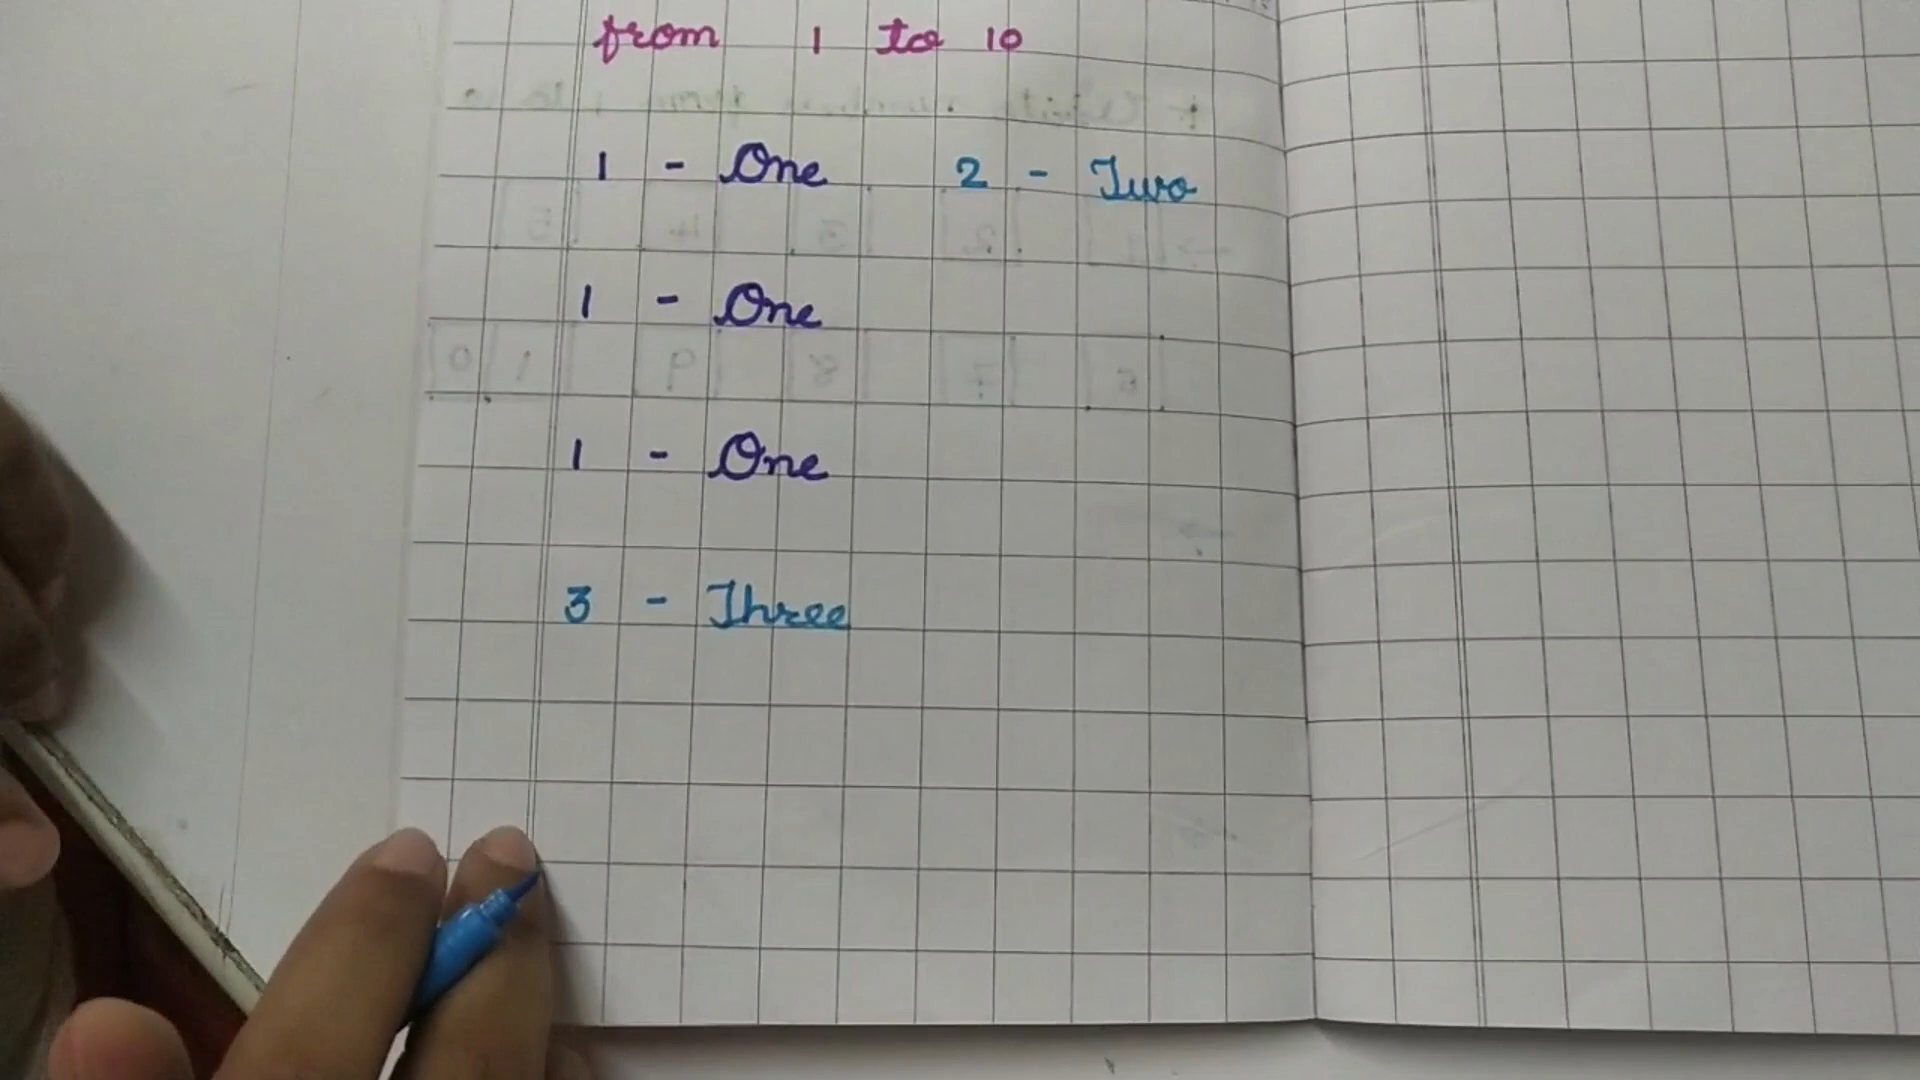 from 1 to 10
1 - One 2 - Two
1 - One
1 - One
3 - Three